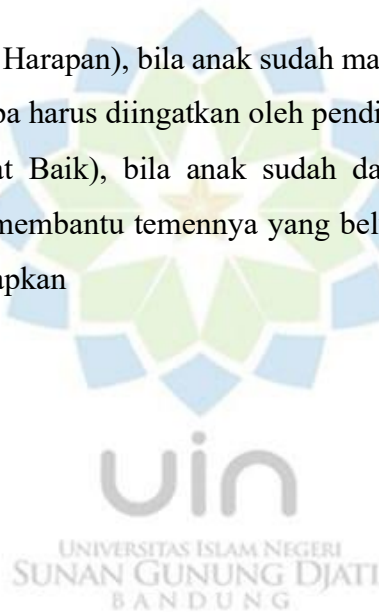 Harapan), bila anak sudah ma
pa harus diingatkan oleh pendi
at Baik), bila anak sudah da
membantu temennya yang bel
apkan
uin
UNIVERSITAS ISLAM NEGERI
SUNAN GUNUNG DJATI
BANDUNG